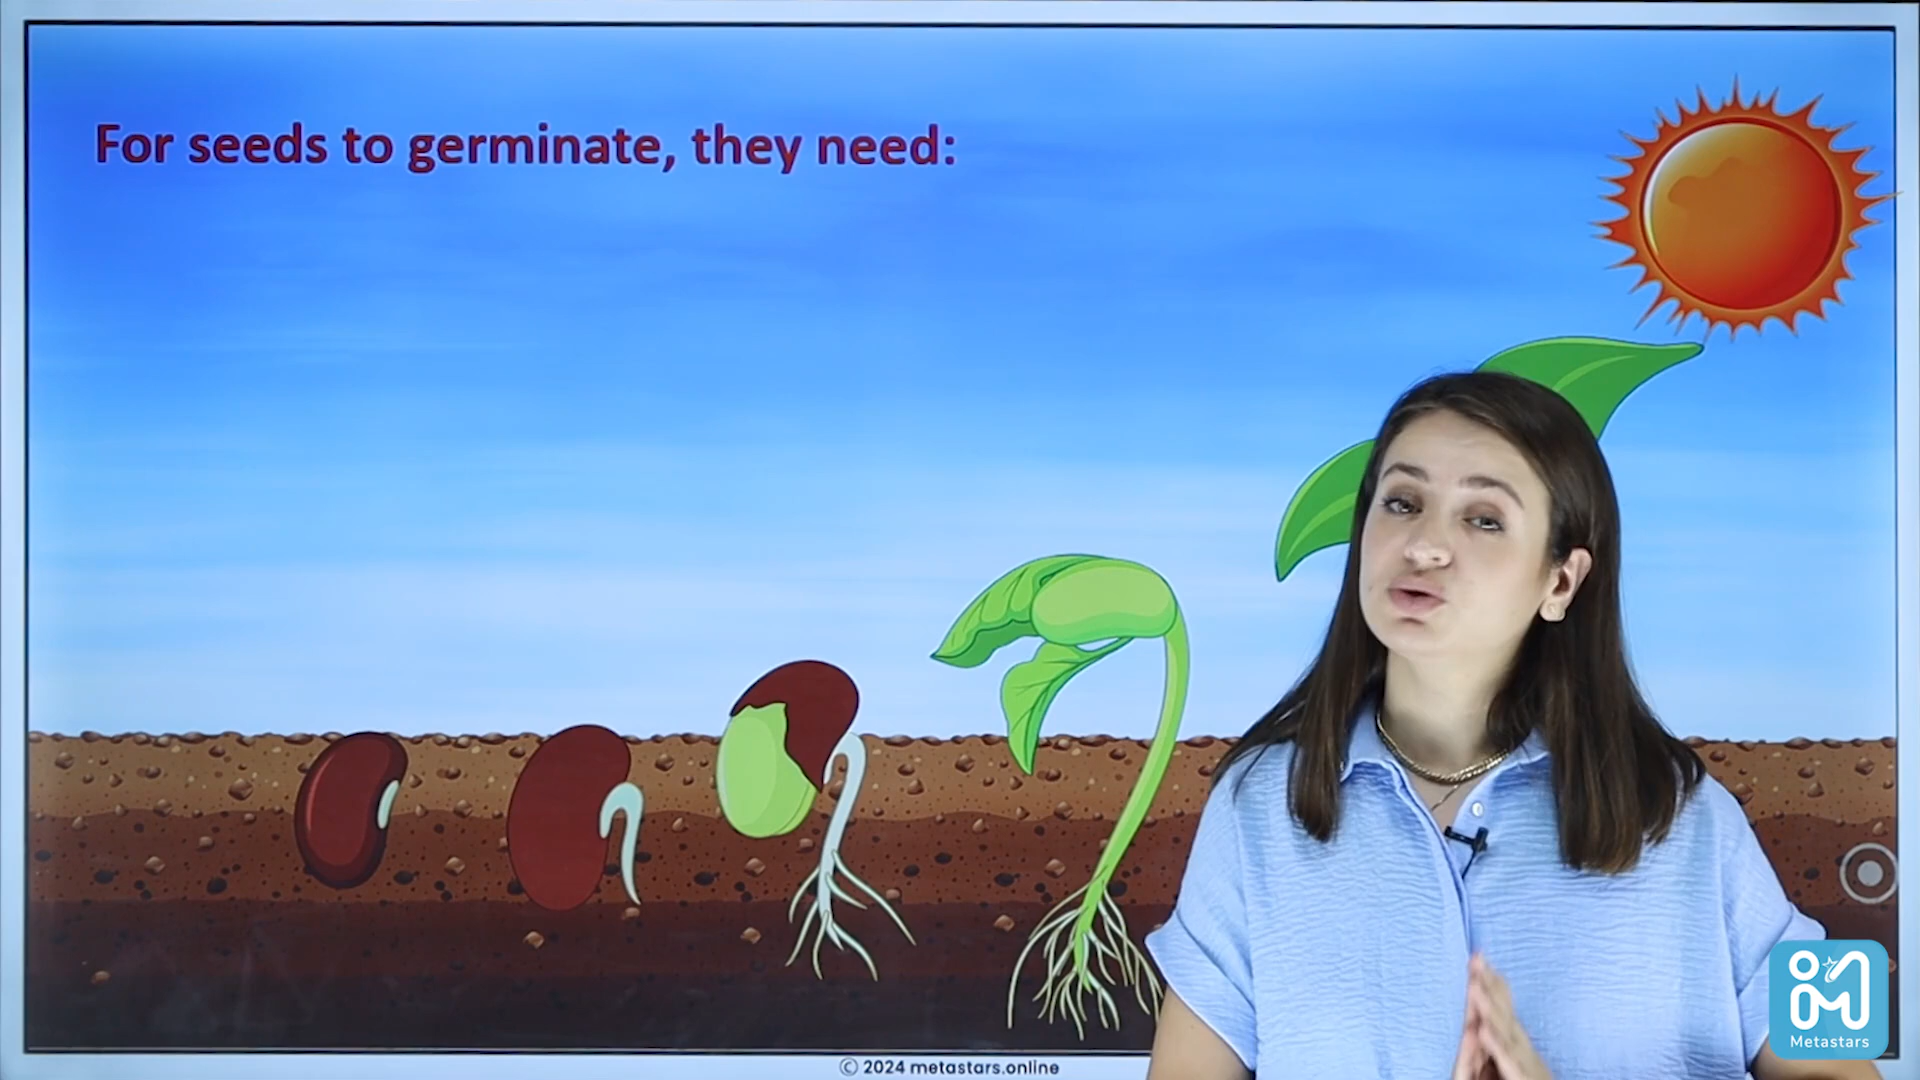 For seeds to germinate, they need:
Metastars
© 2024 metastars.online